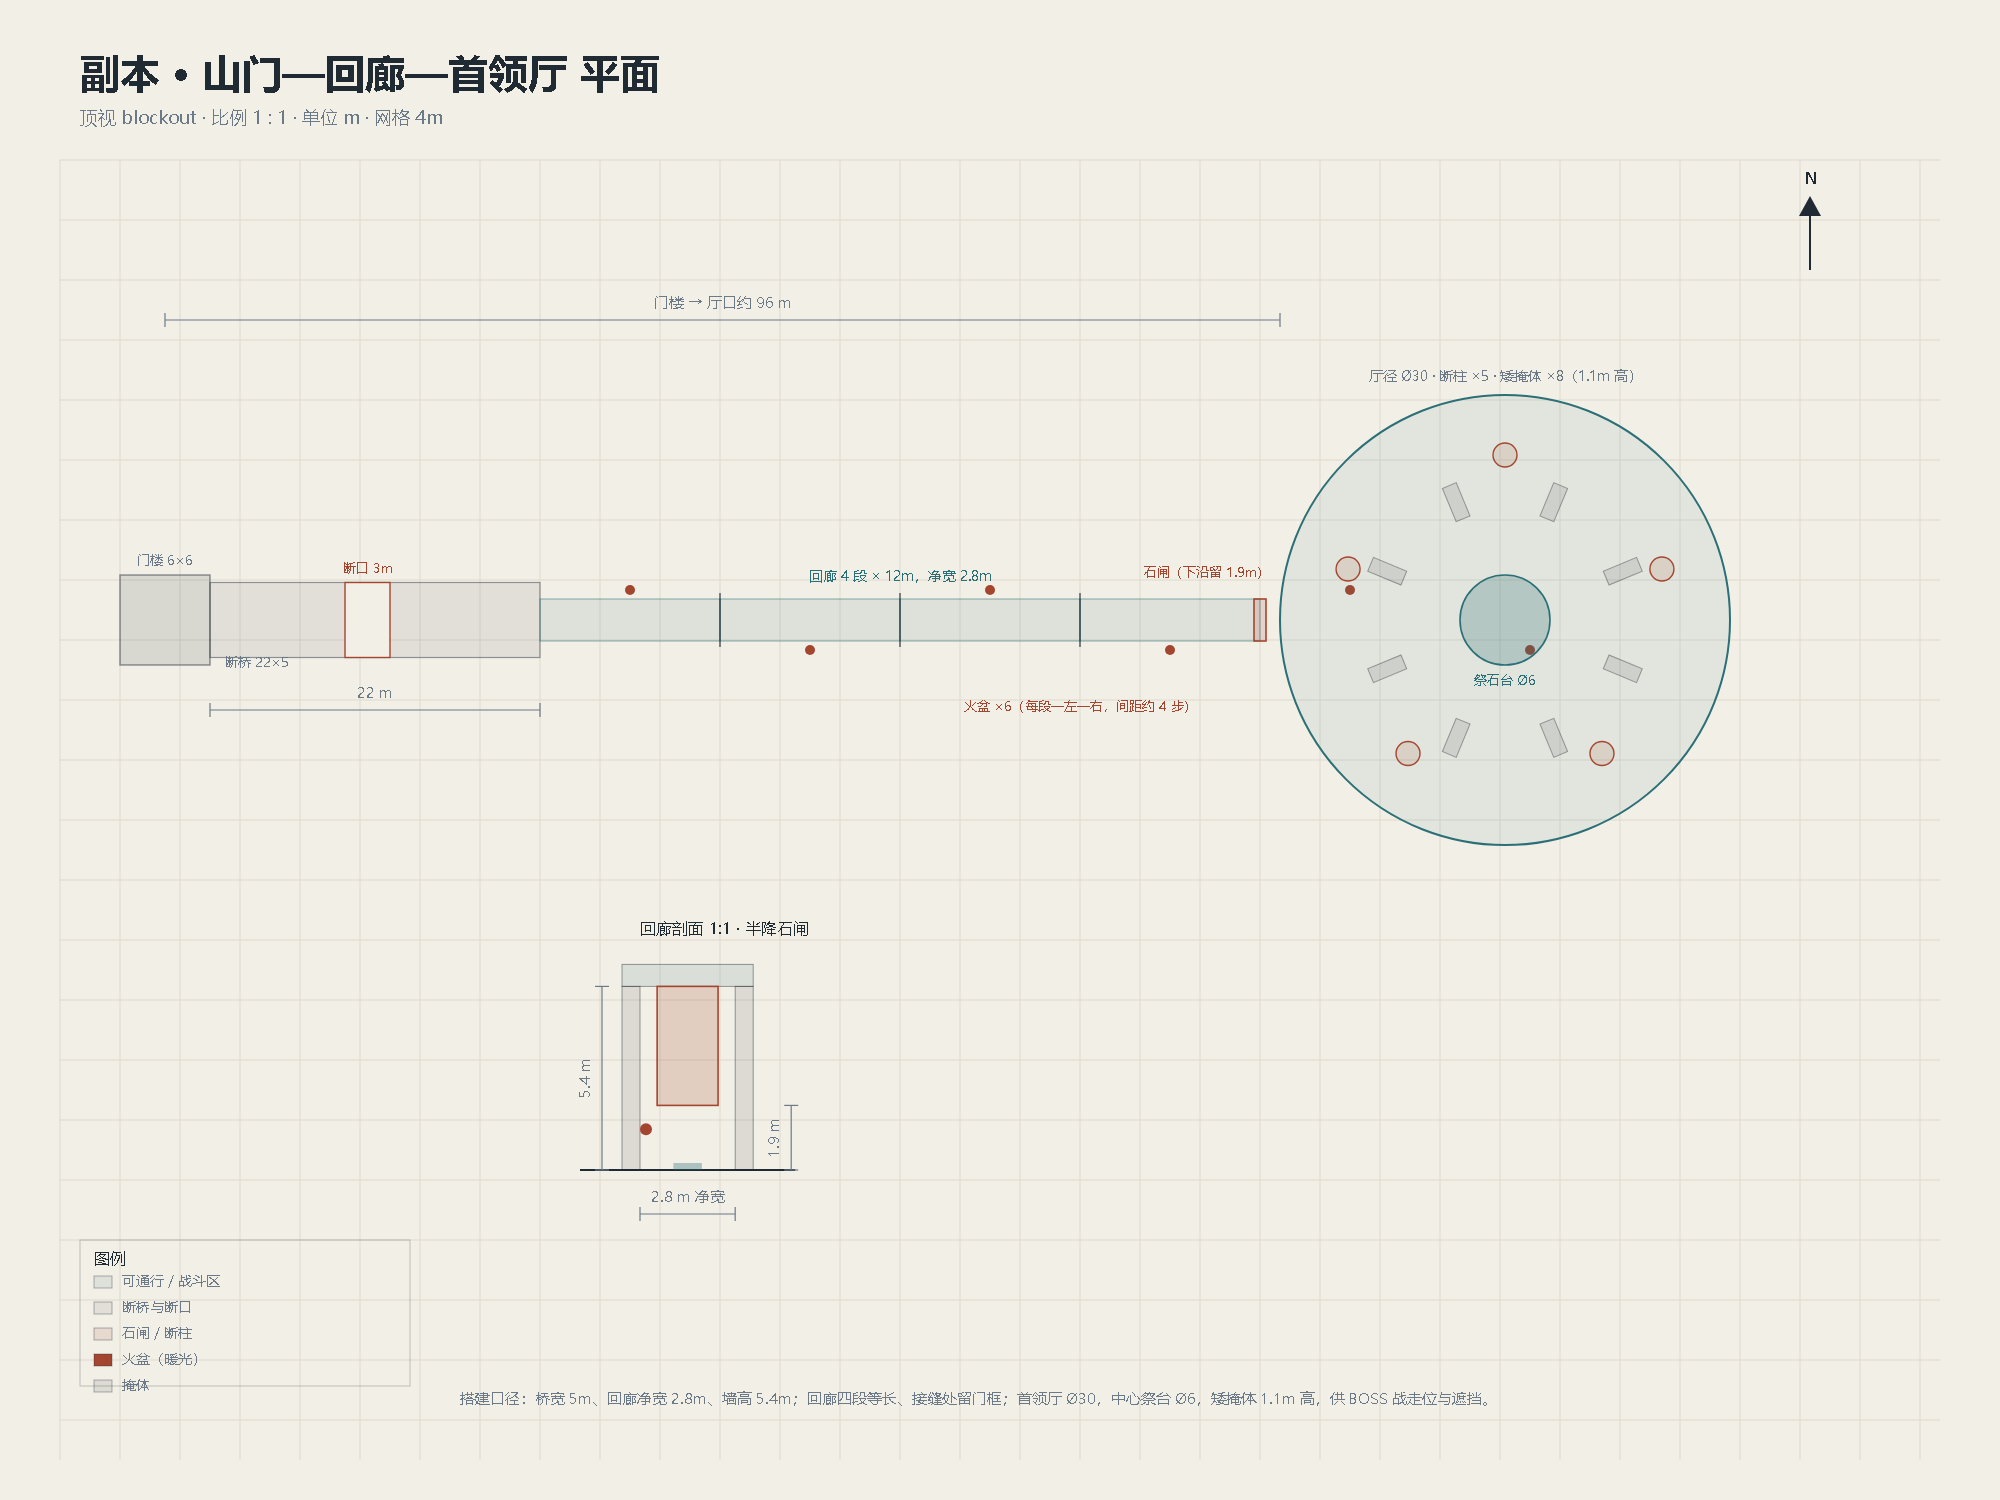 副本 • 山门—回廊—首领厅 平面
顶视 blockout · 比例 1 : 1 · 单位 m · 网格 4m
N
门楼 → 厅口约 96 m
厅径 Ø30 · 断柱 ×5 · 矮掩体 ×8（1.1m 高）
门楼 6×6
断口 3m
回廊 4 段 × 12m，净宽 2.8m
石闸（下沿留 1.9m）
断桥 22×5
22 m
祭石台 Ø6
火盆 ×6（每段一左一右，间距约 4 步）
回廊剖面 1:1 · 半降石闸
5.4 m
1.9 m
2.8 m 净宽
图例
可通行 / 战斗区
断桥与断口
石闸 / 断柱
火盆（暖光）
掩体
搭建口径：桥宽 5m、回廊净宽 2.8m、墙高 5.4m；回廊四段等长、接缝处留门框；首领厅 Ø30，中心祭台 Ø6，矮掩体 1.1m 高，供 BOSS 战走位与遮挡。